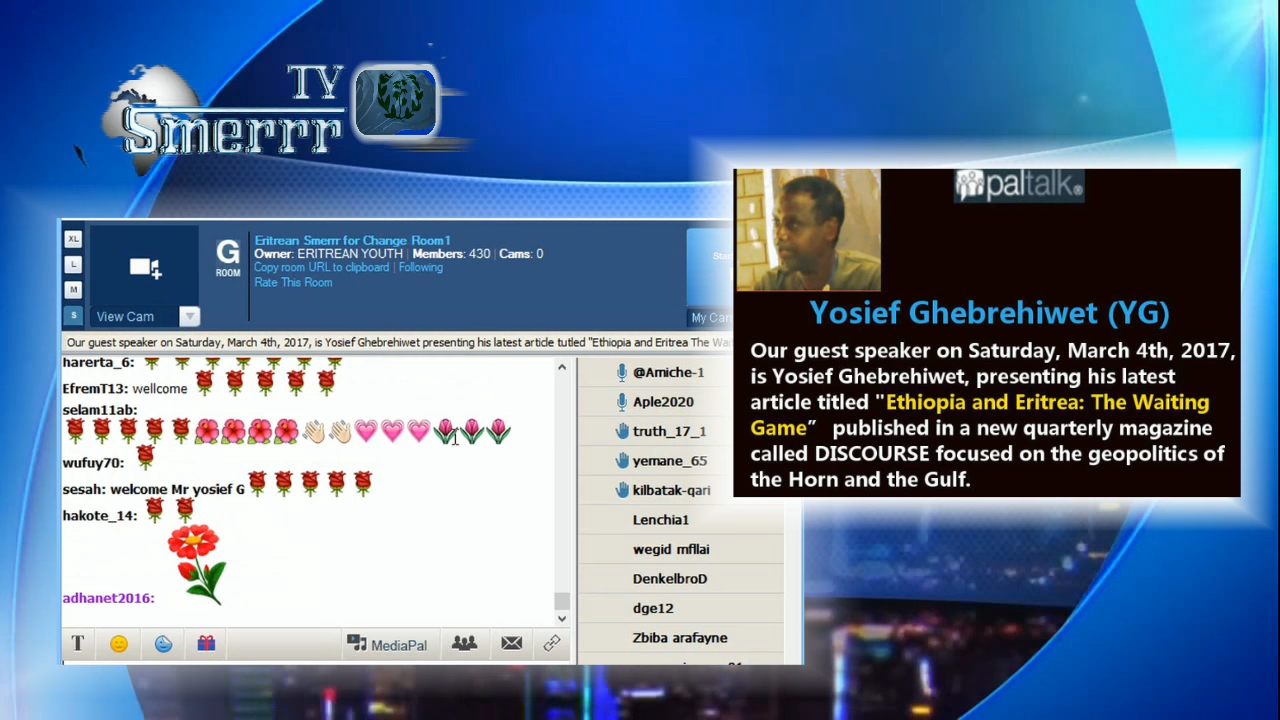 TV
Smerrr
XL
L
M
S
View Cam
G
ROOM
Eritrean Smerrr for Change Room1
Owner: ERITREAN YOUTH | Members: 430 | Cams: 0
Copy room URL to clipboard | Following
Rate This Room
Our guest speaker on Saturday, March 4th, 2017, is Yosief Ghebrehiwet presenting his latest article tutled "Ethiopia and Eritrea The
harerta_6:
EfremT13: wellcome
selam11ab:
wufuy70:
sesah: welcome Mr yosief G
hakote_14:
adhanet2016:
T
MediaPal
@Amiche-1
Aple2020
truth_17_1
yemane_65
kilbatak-qari
Lenchia1
wegid mfllai
DenkelbroD
dge12
Zbiba arafayne
paltalk®
Yosief Ghebrehiwet (YG)
Our guest speaker on Saturday, March 4th, 2017,
is Yosief Ghebrehiwet, presenting his latest
article titled "Ethiopia and Eritrea: The Waiting
Game” published in a new quarterly magazine
called DISCOURSE focused on the geopolitics of
the Horn and the Gulf.